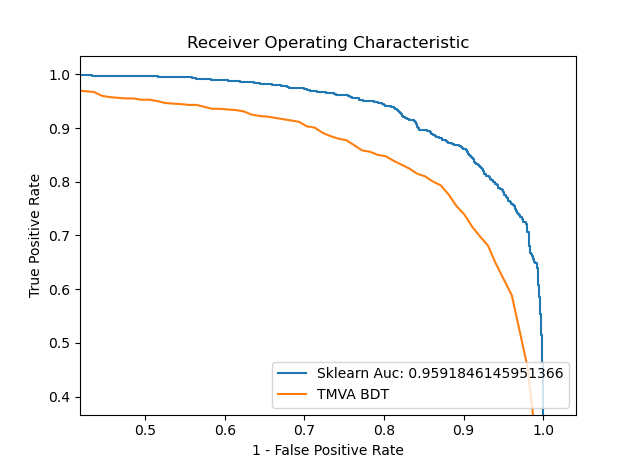 Receiver Operating Characteristic
True Positive Rate
1.0
0.9
0.8
0.7
0.6
0.5
0.4
Sklearn Auc: 0.9591846145951366
TMVA BDT
0.5 0.6 0.7 0.8 0.9 1.0
1 - False Positive Rate